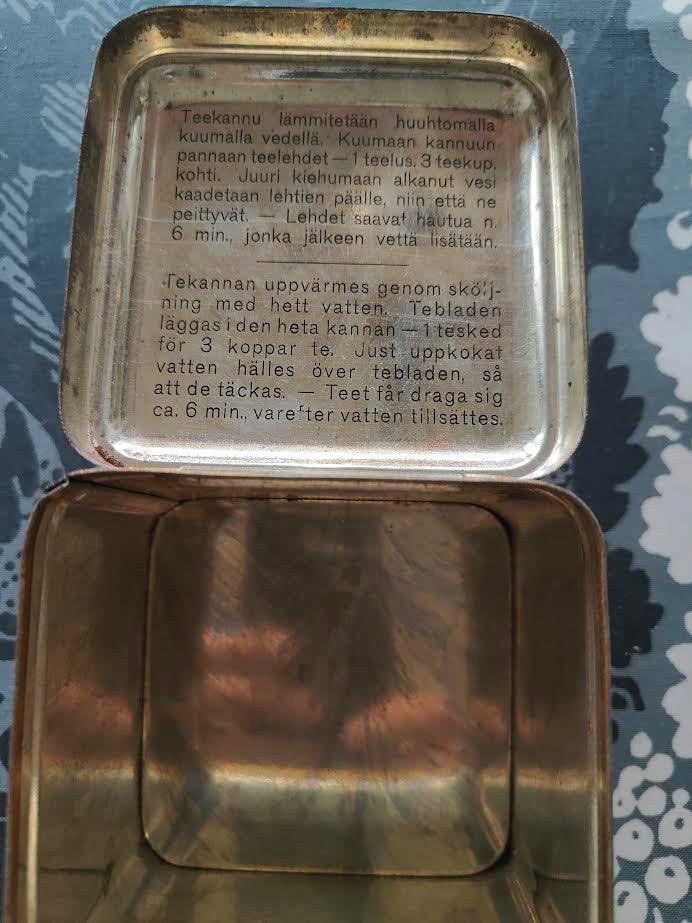 Teekannu lämmitetään huuhtomalla
kuumalla vedellä. Kuumaan kannuun
pannaan teelehdet — 1 teelus. 3 teekup.
kohti. Juuri kiehumaan alkanut vesi
kaadetaan lehtien päälle, niin että ne
peittyvät. — Lehdet saavat hautua n.
6 min., jonka jälkeen vettä lisätään.
Tekannan uppvärmes genom skölj-
ning med hett vatten. Tebladen
läggas i den heta kannan — 1 tesked
för 3 koppar te. Just uppkokat
vatten hälles över tebladen, så
att de täckas. — Teet får draga sig
ca. 6 min., varefter vatten tillsättes.